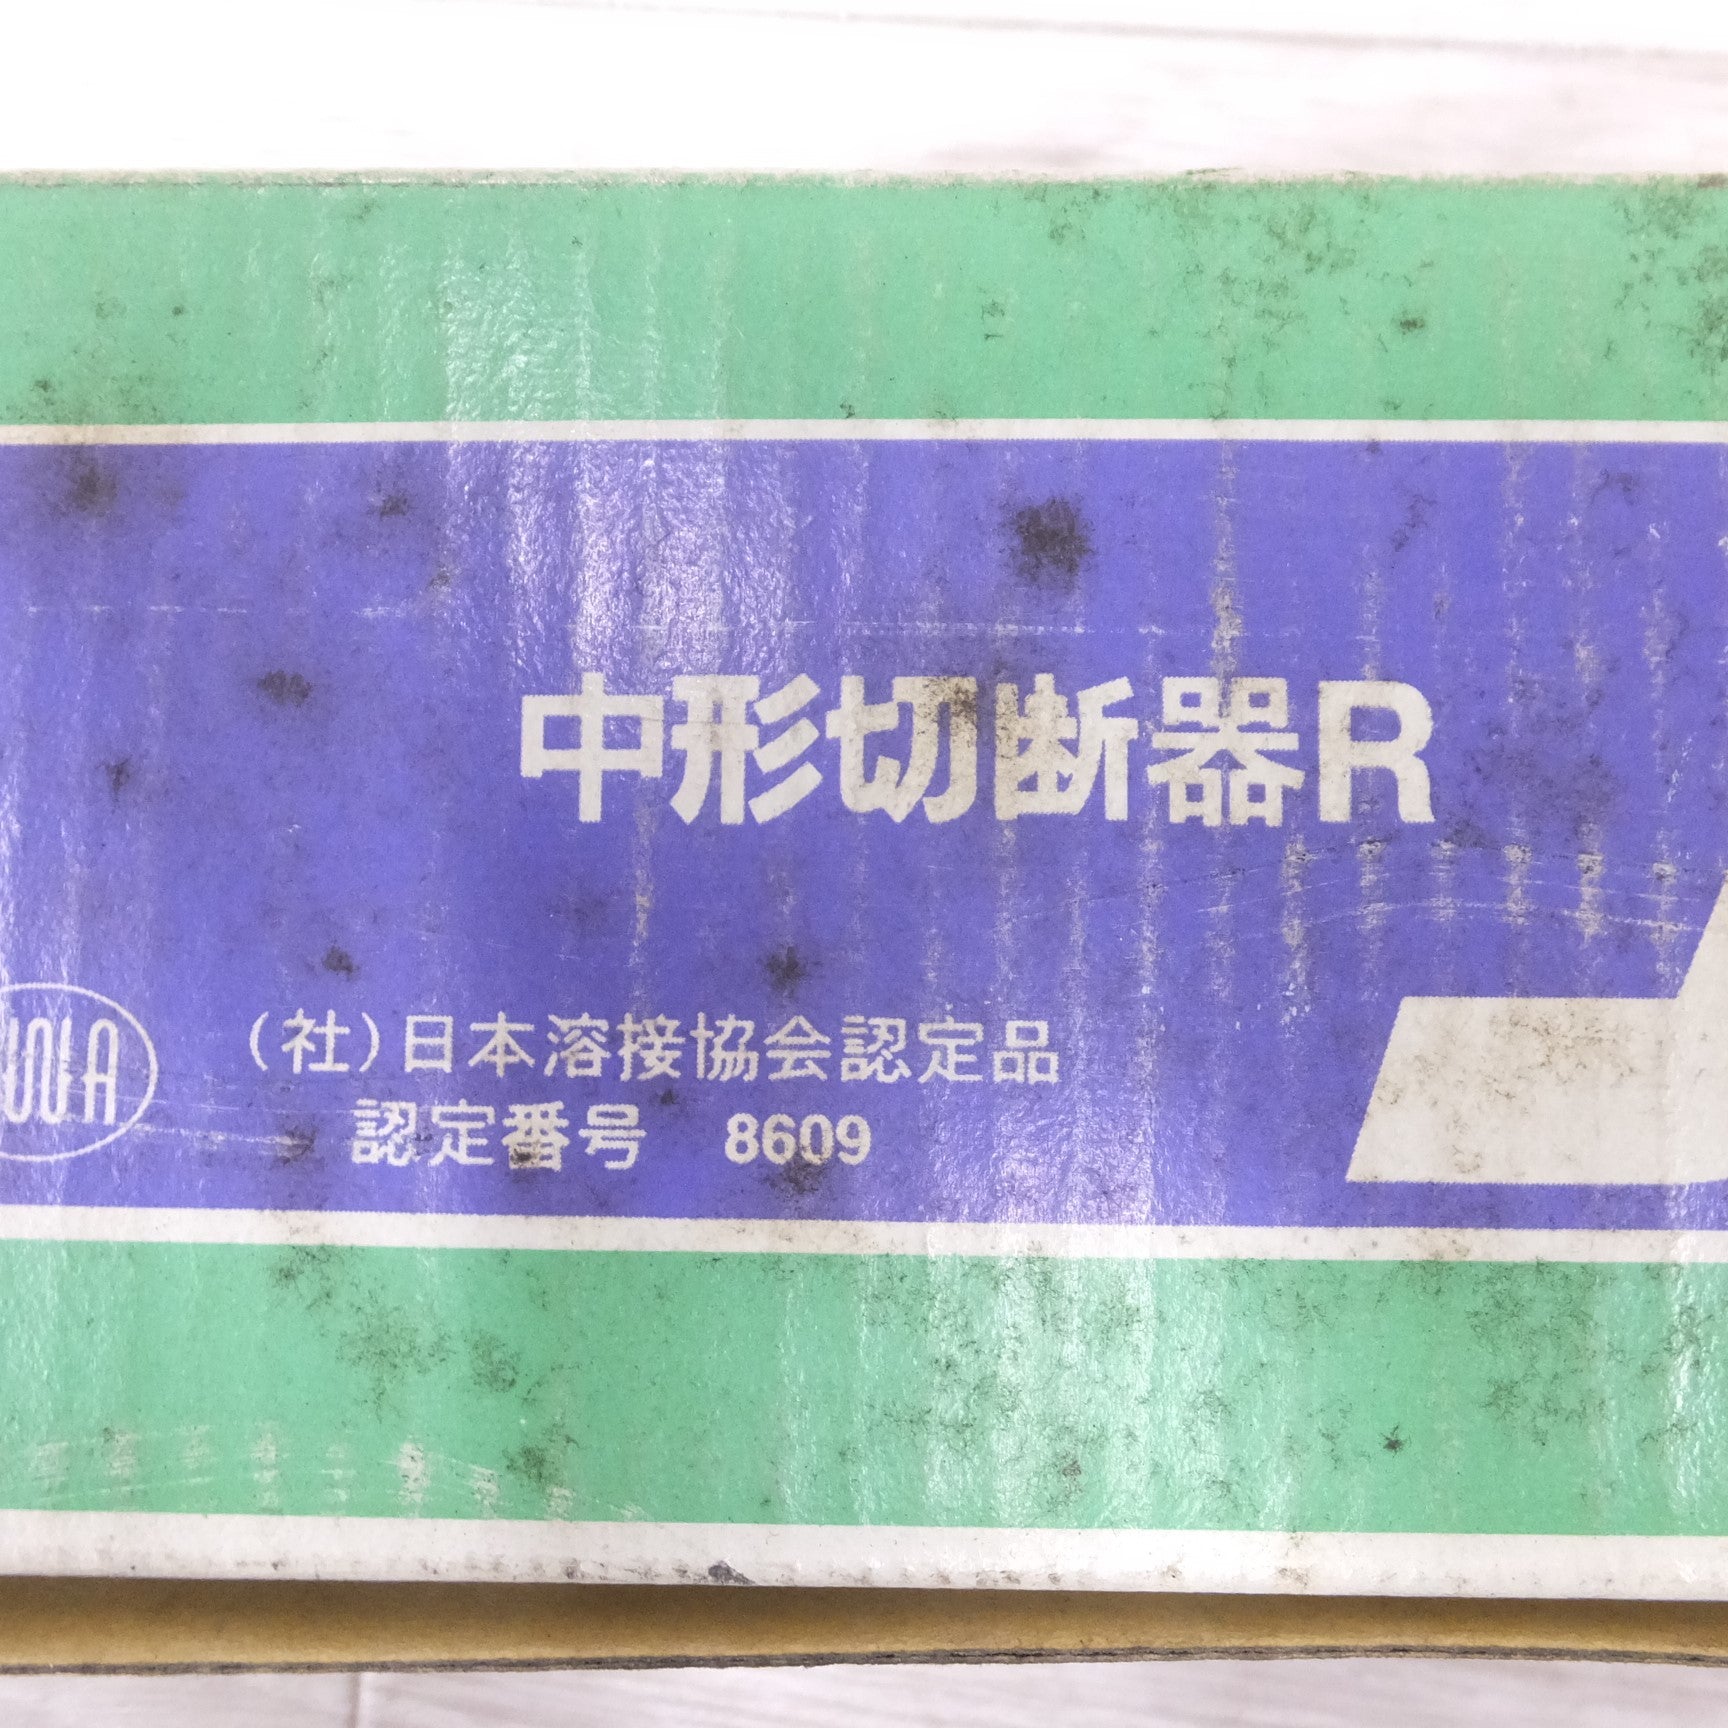 中形切断器R
(社)日本溶接協会認定品
認定番号 8609